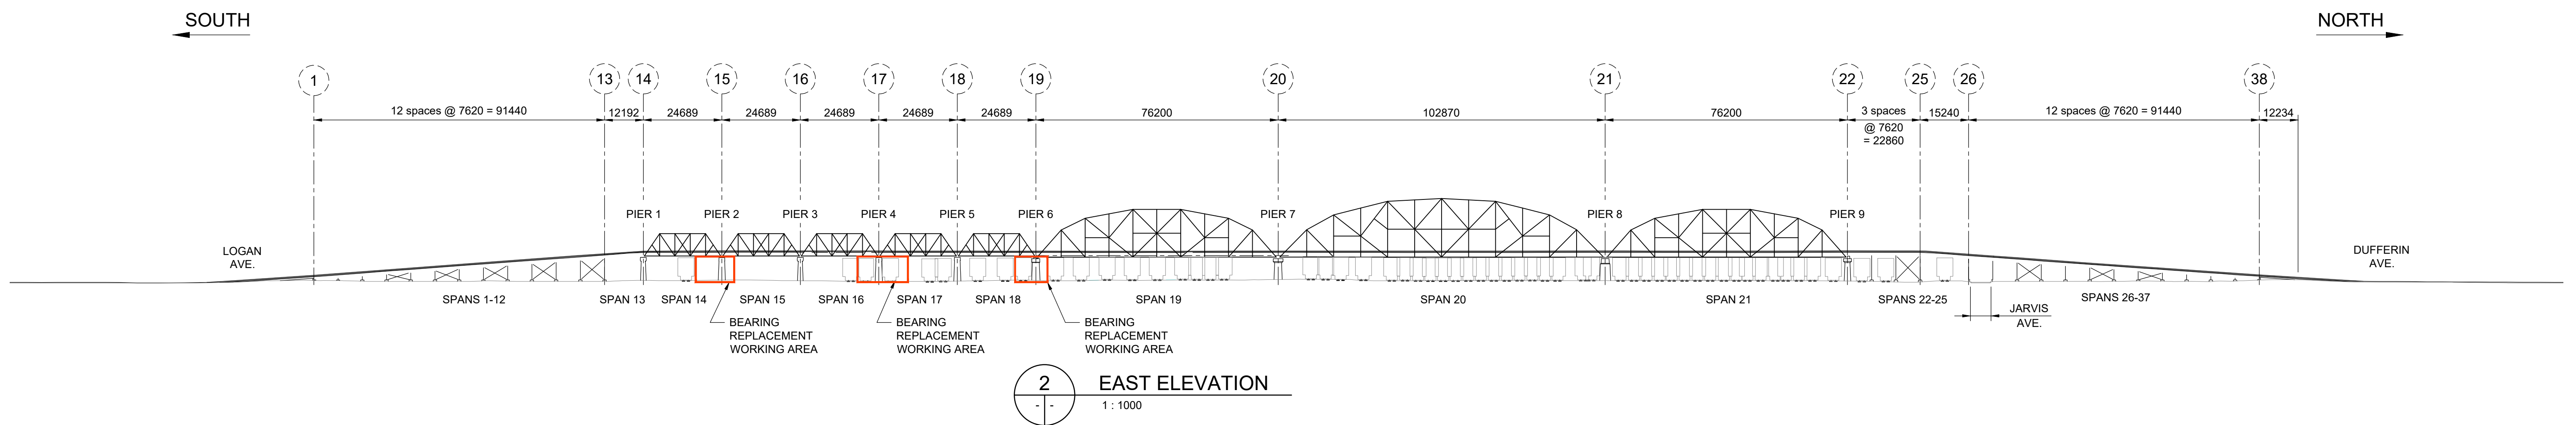 SOUTH
NORTH
1 13 14 15 16 17 18 19 20 21 22 25 26 38
12 spaces @ 7620 = 91440 12192 24689 24689 24689 24689 24689 76200 102870 76200 3 spaces 15240 12 spaces @ 7620 = 91440 12234
@ 7620
= 22860
PIER 1 PIER 2 PIER 3 PIER 4 PIER 5 PIER 6 PIER 7 PIER 8 PIER 9
LOGAN
AVE.
DUFFERIN
AVE.
SPANS 1-12 SPAN 13 SPAN 14 SPAN 15 SPAN 16 SPAN 17 SPAN 18 SPAN 19 SPAN 20 SPAN 21 SPANS 22-25 SPANS 26-37
JARVIS
AVE.
BEARING
REPLACEMENT
WORKING AREA
BEARING
REPLACEMENT
WORKING AREA
BEARING
REPLACEMENT
WORKING AREA
2 EAST ELEVATION
- - 1 : 1000